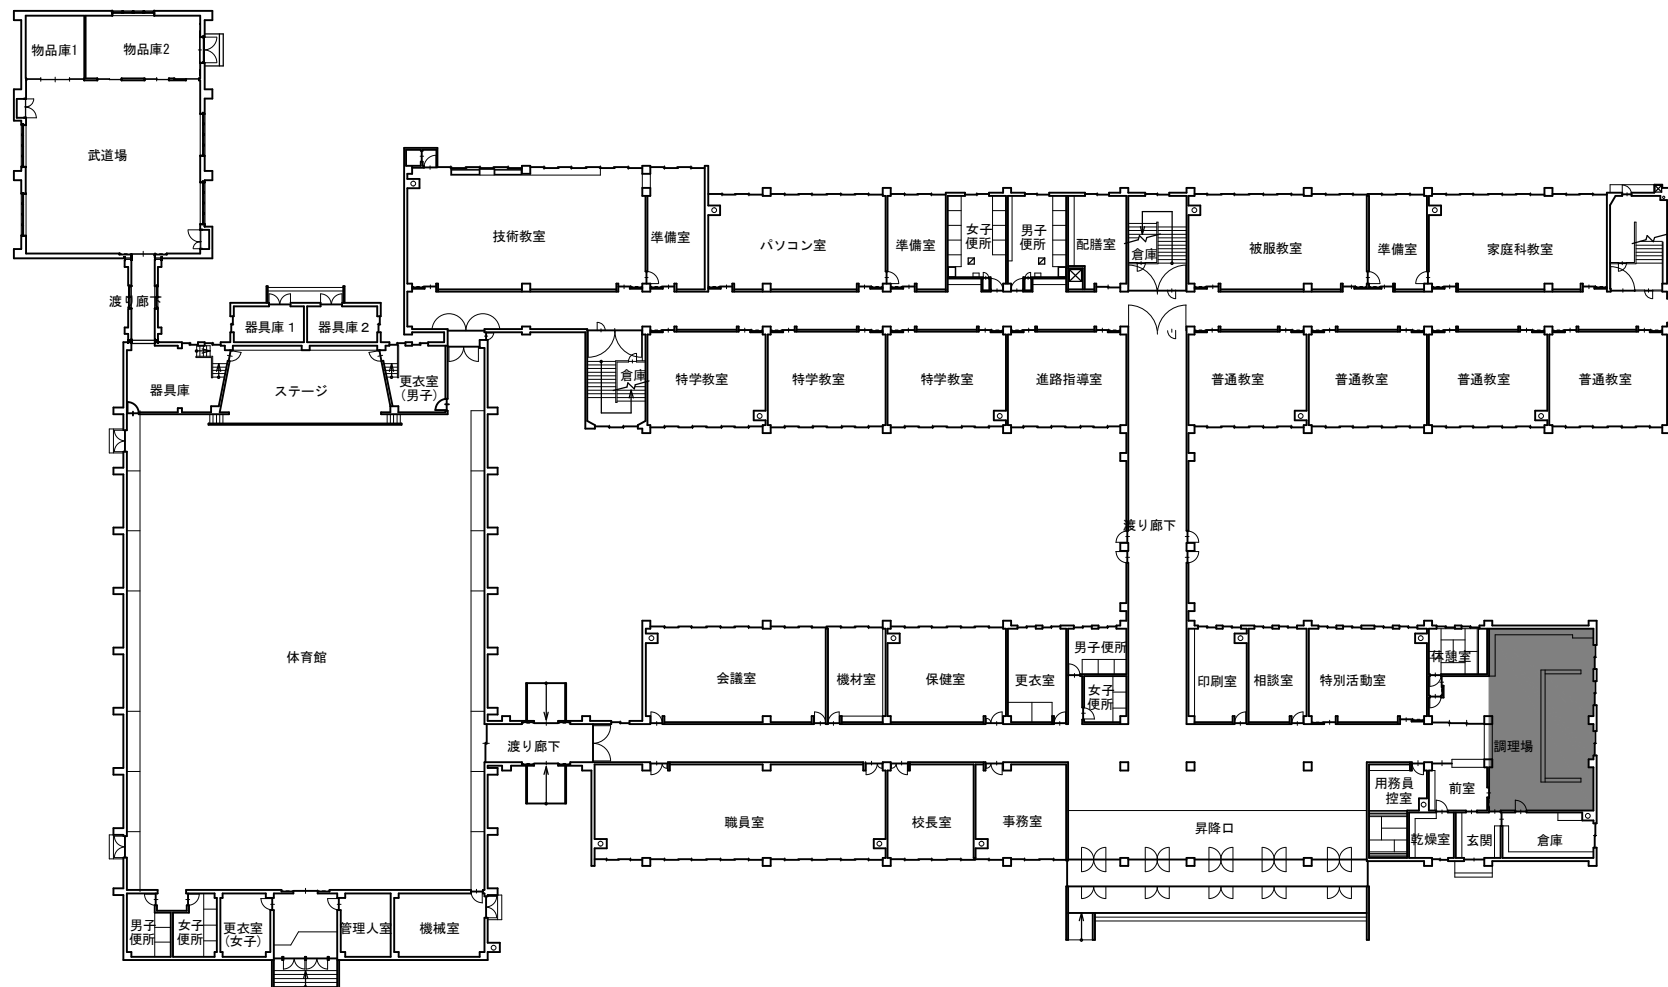 物品庫1
物品庫2
武道場
渡り廊下
器具庫１
器具庫２
器具庫
ステージ
更衣室
(男子)
技術教室
準備室
パソコン室
準備室
女子
便所
男子
便所
配膳室
倉庫
被服教室
準備室
家庭科教室
倉庫
特学教室
特学教室
特学教室
進路指導室
普通教室
普通教室
普通教室
普通教室
渡り廊下
体育館
会議室
機材室
保健室
更衣室
男子便所
女子
便所
印刷室
相談室
特別活動室
休憩室
調理場
渡り廊下
職員室
校長室
事務室
昇降口
用務員
控室
前室
乾燥室
玄関
倉庫
男子
便所
女子
便所
更衣室
(女子)
管理人室
機械室